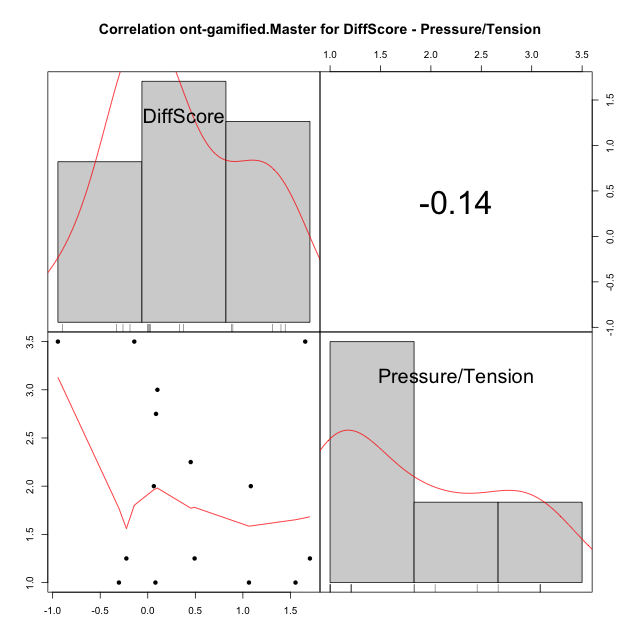 Correlation ont-gamified.Master for DiffScore - Pressure/Tension
1.0 1.5 2.0 2.5 3.0 3.5
DiffScore
-0.14
1.5
1.0
0.5
0.0
-0.5
-1.0
Pressure/Tension
3.5
3.0
2.5
2.0
1.5
1.0
-1.0 -0.5 0.0 0.5 1.0 1.5